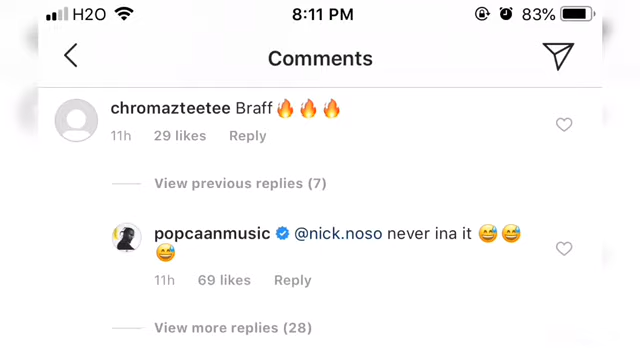 H2O 8:11 PM 83%
Comments
chromazteetee Braff🔥🔥🔥
11h 29 likes Reply
View previous replies (7)
popcaanmusic @nick.noso never ina it 😅😅
😅
11h 69 likes Reply
View more replies (28)